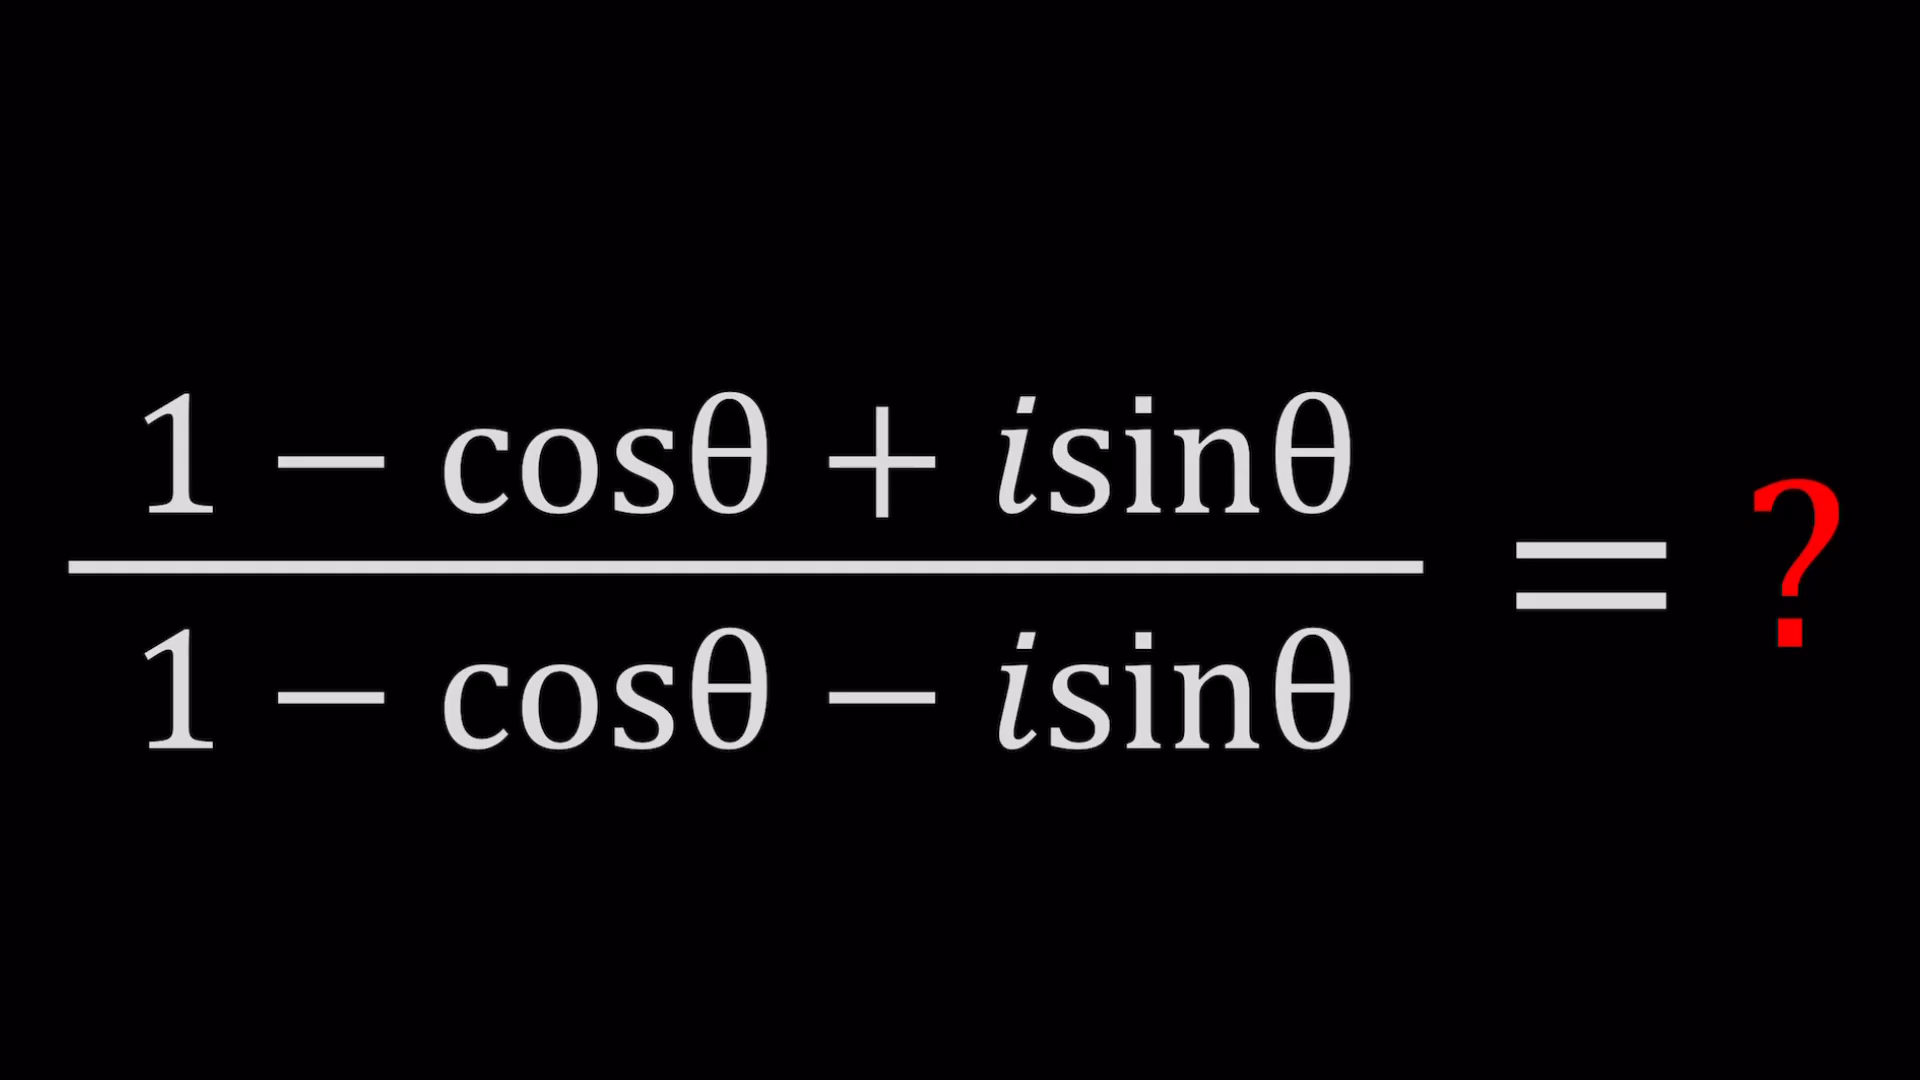 1 − cosθ + isinθ
1 − cosθ − isinθ
= ?